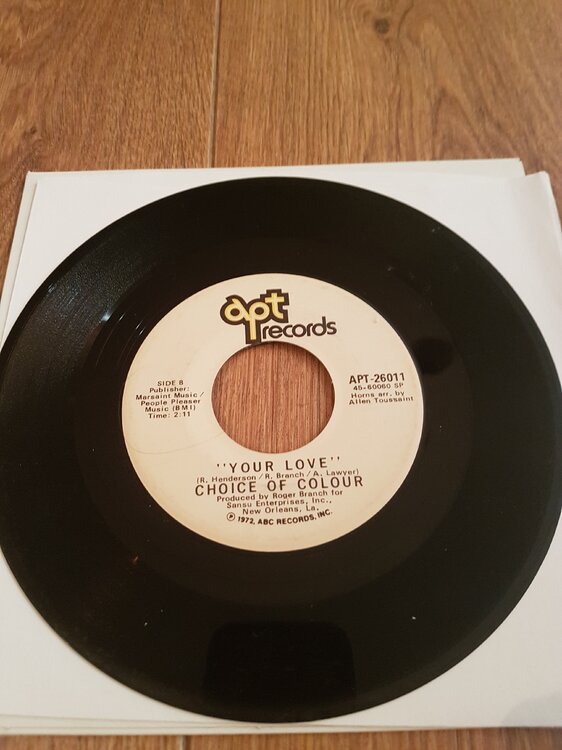 apt
records
SIDE B
Publisher:
Marsaint Music/
People Pleaser
Music (BMI)
Time: 2:11
APT-26011
45-60060 SP
Horns arr. by
Allen Toussaint
"YOUR LOVE"
(R. Henderson/R. Branch/A. Lawyer)
CHOICE OF COLOUR
Produced by Roger Branch for
Sansu Enterprises, Inc.,
New Orleans, La.
℗ 1972, ABC RECORDS, INC.